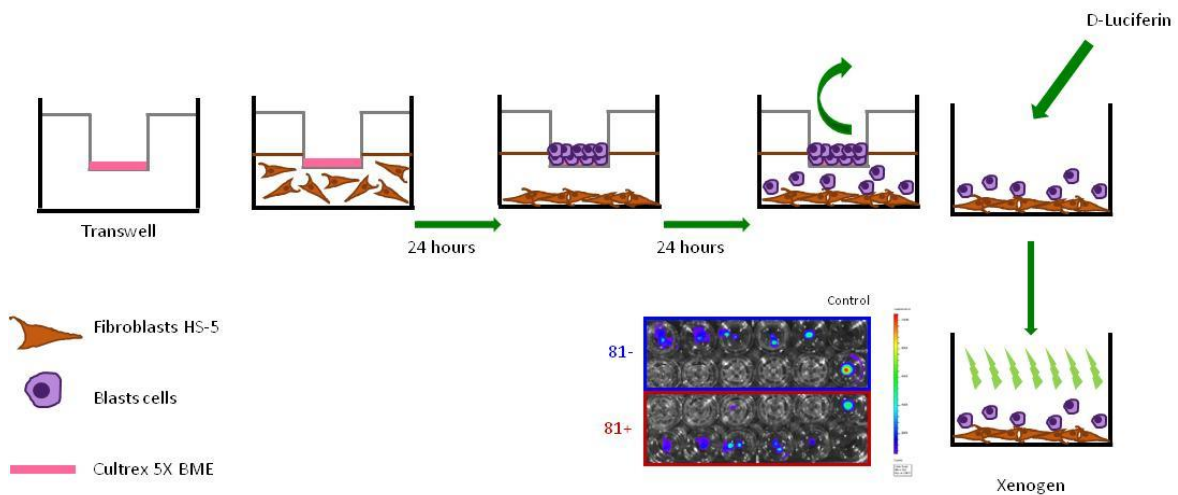 D-Luciferin
Transwell
24 hours
24 hours
Fibroblasts HS-5
Blasts cells
Cultrex 5X BME
Control
81-
81+
Xenogen